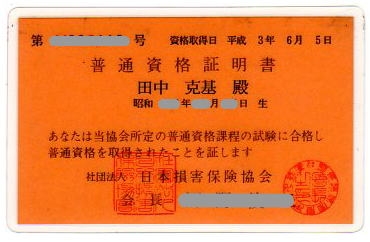 第 号 資格取得日 平成 3年 6月 5日
普通資格証明書
田中 克基 殿
昭和 年 月 日 生
あなたは当協会所定の普通資格課程の試験に合格し
普通資格を取得されたことを証します
社団法人 日本損害保険協会
会長